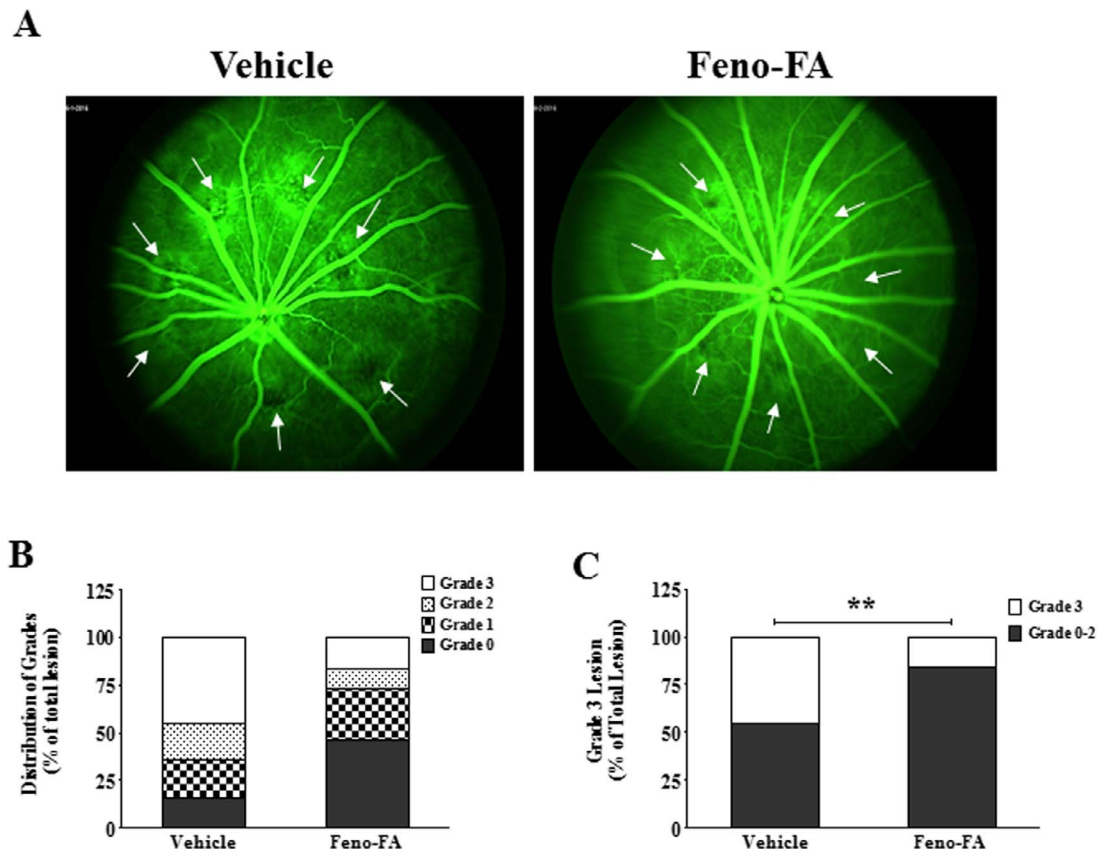 A
Vehicle
Feno-FA
B
Distribution of Grades
(% of total lesion)
125
100
75
50
25
0
Vehicle
Feno-FA
Grade 3
Grade 2
Grade 1
Grade 0
C
Grade 3 Lesion
(% of Total Lesion)
125
100
75
50
25
0
**
Vehicle
Feno-FA
Grade 3
Grade 0-2